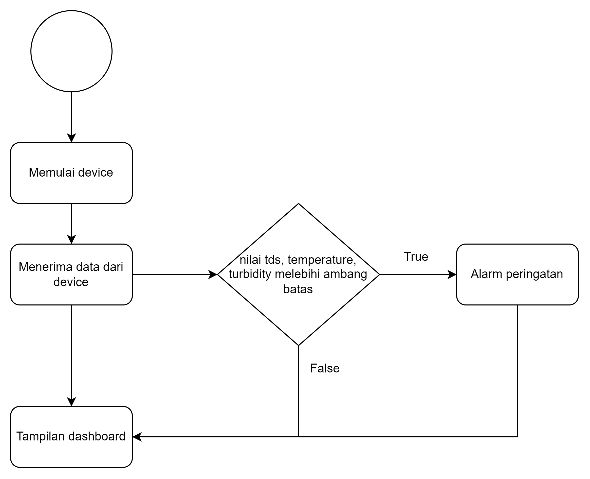 Memulai device
Menerima data dari
device
nilai tds, temperature,
turbidity melebihi ambang
batas
True
Alarm peringatan
False
Tampilan dashboard